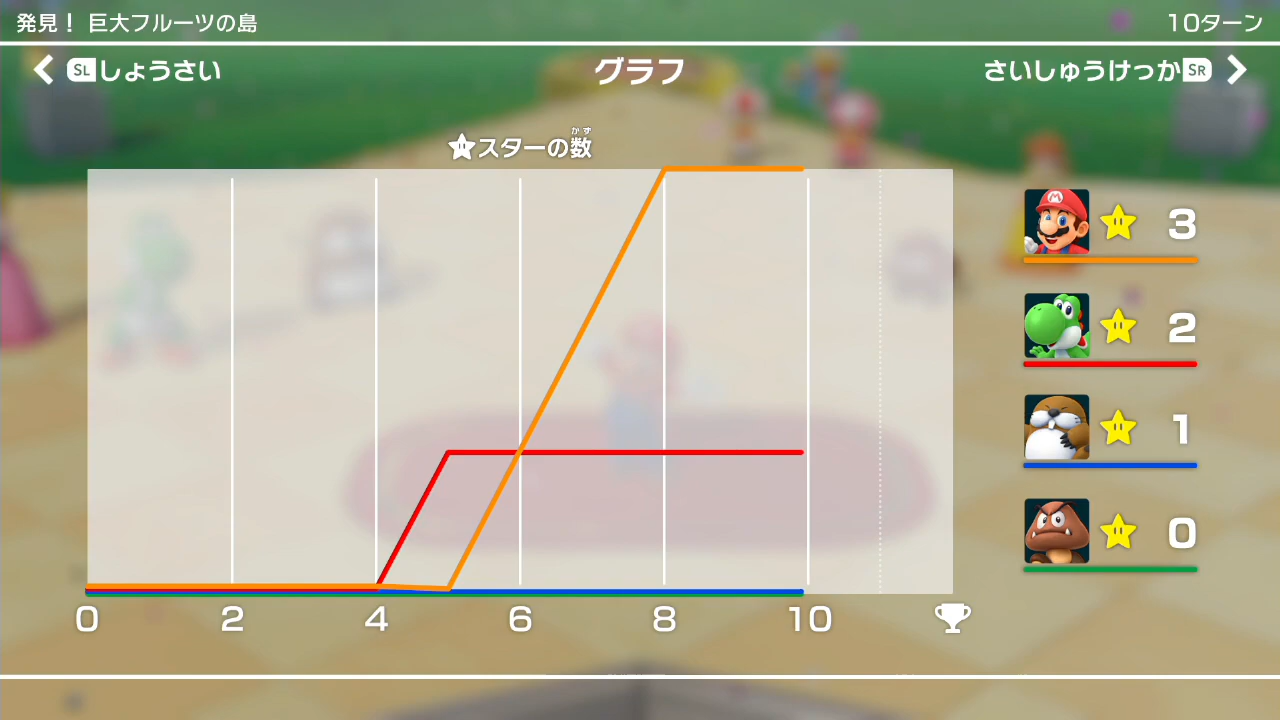 発見！ 巨大フルーツの島
10ターン
SL しょうさい
グラフ
さいしゅうけっか SR
かず
スターの数
3
2
1
0
0 2 4 6 8 10